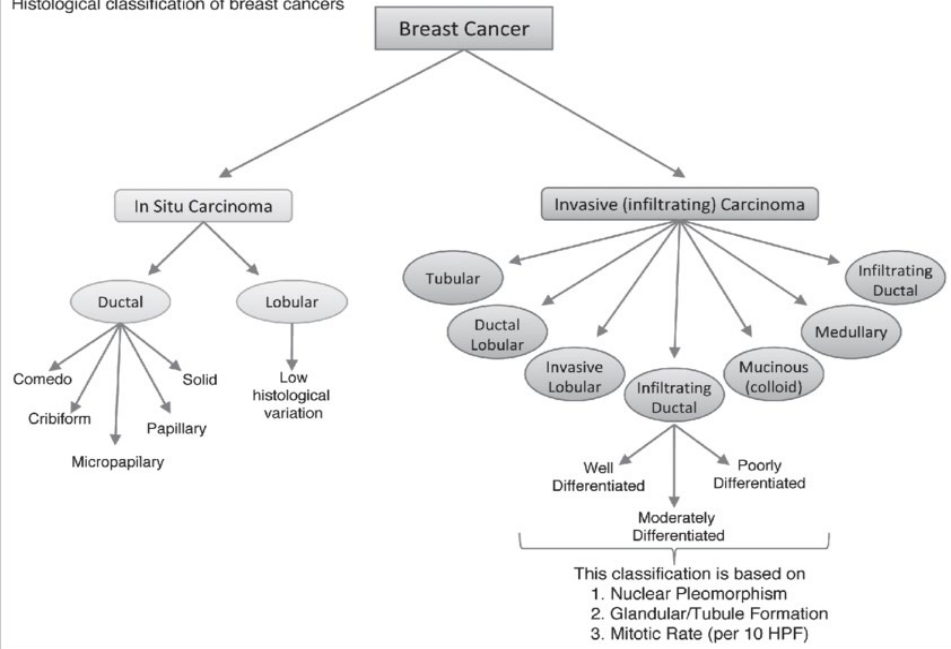 Histological classification of breast cancers
Breast Cancer
In Situ Carcinoma
Invasive (infiltrating) Carcinoma
Ductal
Lobular
Comedo
Cribiform
Micropapilary
Papillary
Solid
Low
histological
variation
Tubular
Ductal
Lobular
Invasive
Lobular
Infiltrating
Ductal
Mucinous
(colloid)
Medullary
Infiltrating
Ductal
Well
Differentiated
Moderately
Differentiated
Poorly
Differentiated
This classification is based on
1. Nuclear Pleomorphism
2. Glandular/Tubule Formation
3. Mitotic Rate (per 10 HPF)